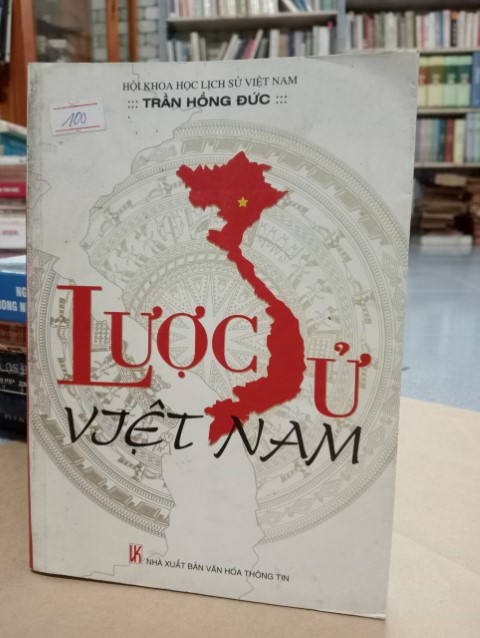 HỘI KHOA HỌC LỊCH SỬ VIỆT NAM
::: TRẦN HỒNG ĐỨC :::
100
LƯỢC SỬ
VIỆT NAM
NHÀ XUẤT BẢN VĂN HÓA THÔNG TIN